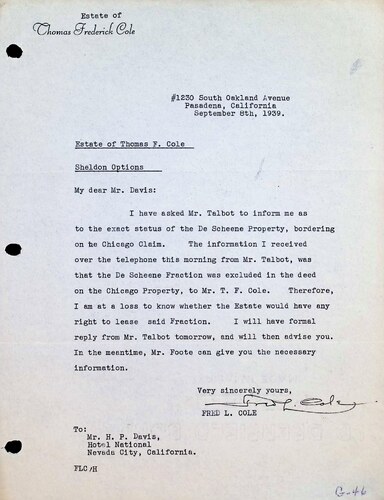 Estate of
Thomas Frederick Cole
#1230 South Oakland Avenue
Pasadena, California
September 8th, 1939.
Estate of Thomas F. Cole
Sheldon Options
My dear Mr. Davis:
I have asked Mr. Talbot to inform me as
to the exact status of the De Scheene Property, bordering
on the Chicago Claim. The information I received
over the telephone this morning from Mr. Talbot, was
that the De Scheene Fraction was excluded in the deed
on the Chicago Property, to Mr. T. F. Cole. Therefore,
I am at a loss to know whether the Estate would have any
right to lease said Fraction. I will have formal
reply from Mr. Talbot tomorrow, and will then advise you.
In the meantime, Mr. Foote can give you the necessary
information.
Very sincerely yours,
Fred L. Cole
FRED L. COLE
To:
Mr. H. P. Davis,
Hotel National
Nevada City, California.
FLC/H
G-46